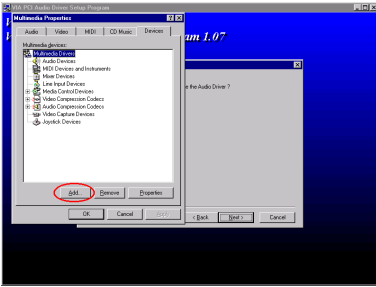 VIA PCI Audio Driver Setup Program
Multimedia Properties
am 1.07
Audio Video MIDI CD Music Devices
Multimedia devices:
Multimedia Drivers
Audio Devices
MIDI Devices and Instruments
Mixer Devices
Line Input Devices
Media Control Devices
Video Compression Codecs
Audio Compression Codecs
Video Capture Devices
Joystick Devices
e the Audio Driver ?
Add... Remove Properties
OK Cancel Apply
< Back Next > Cancel